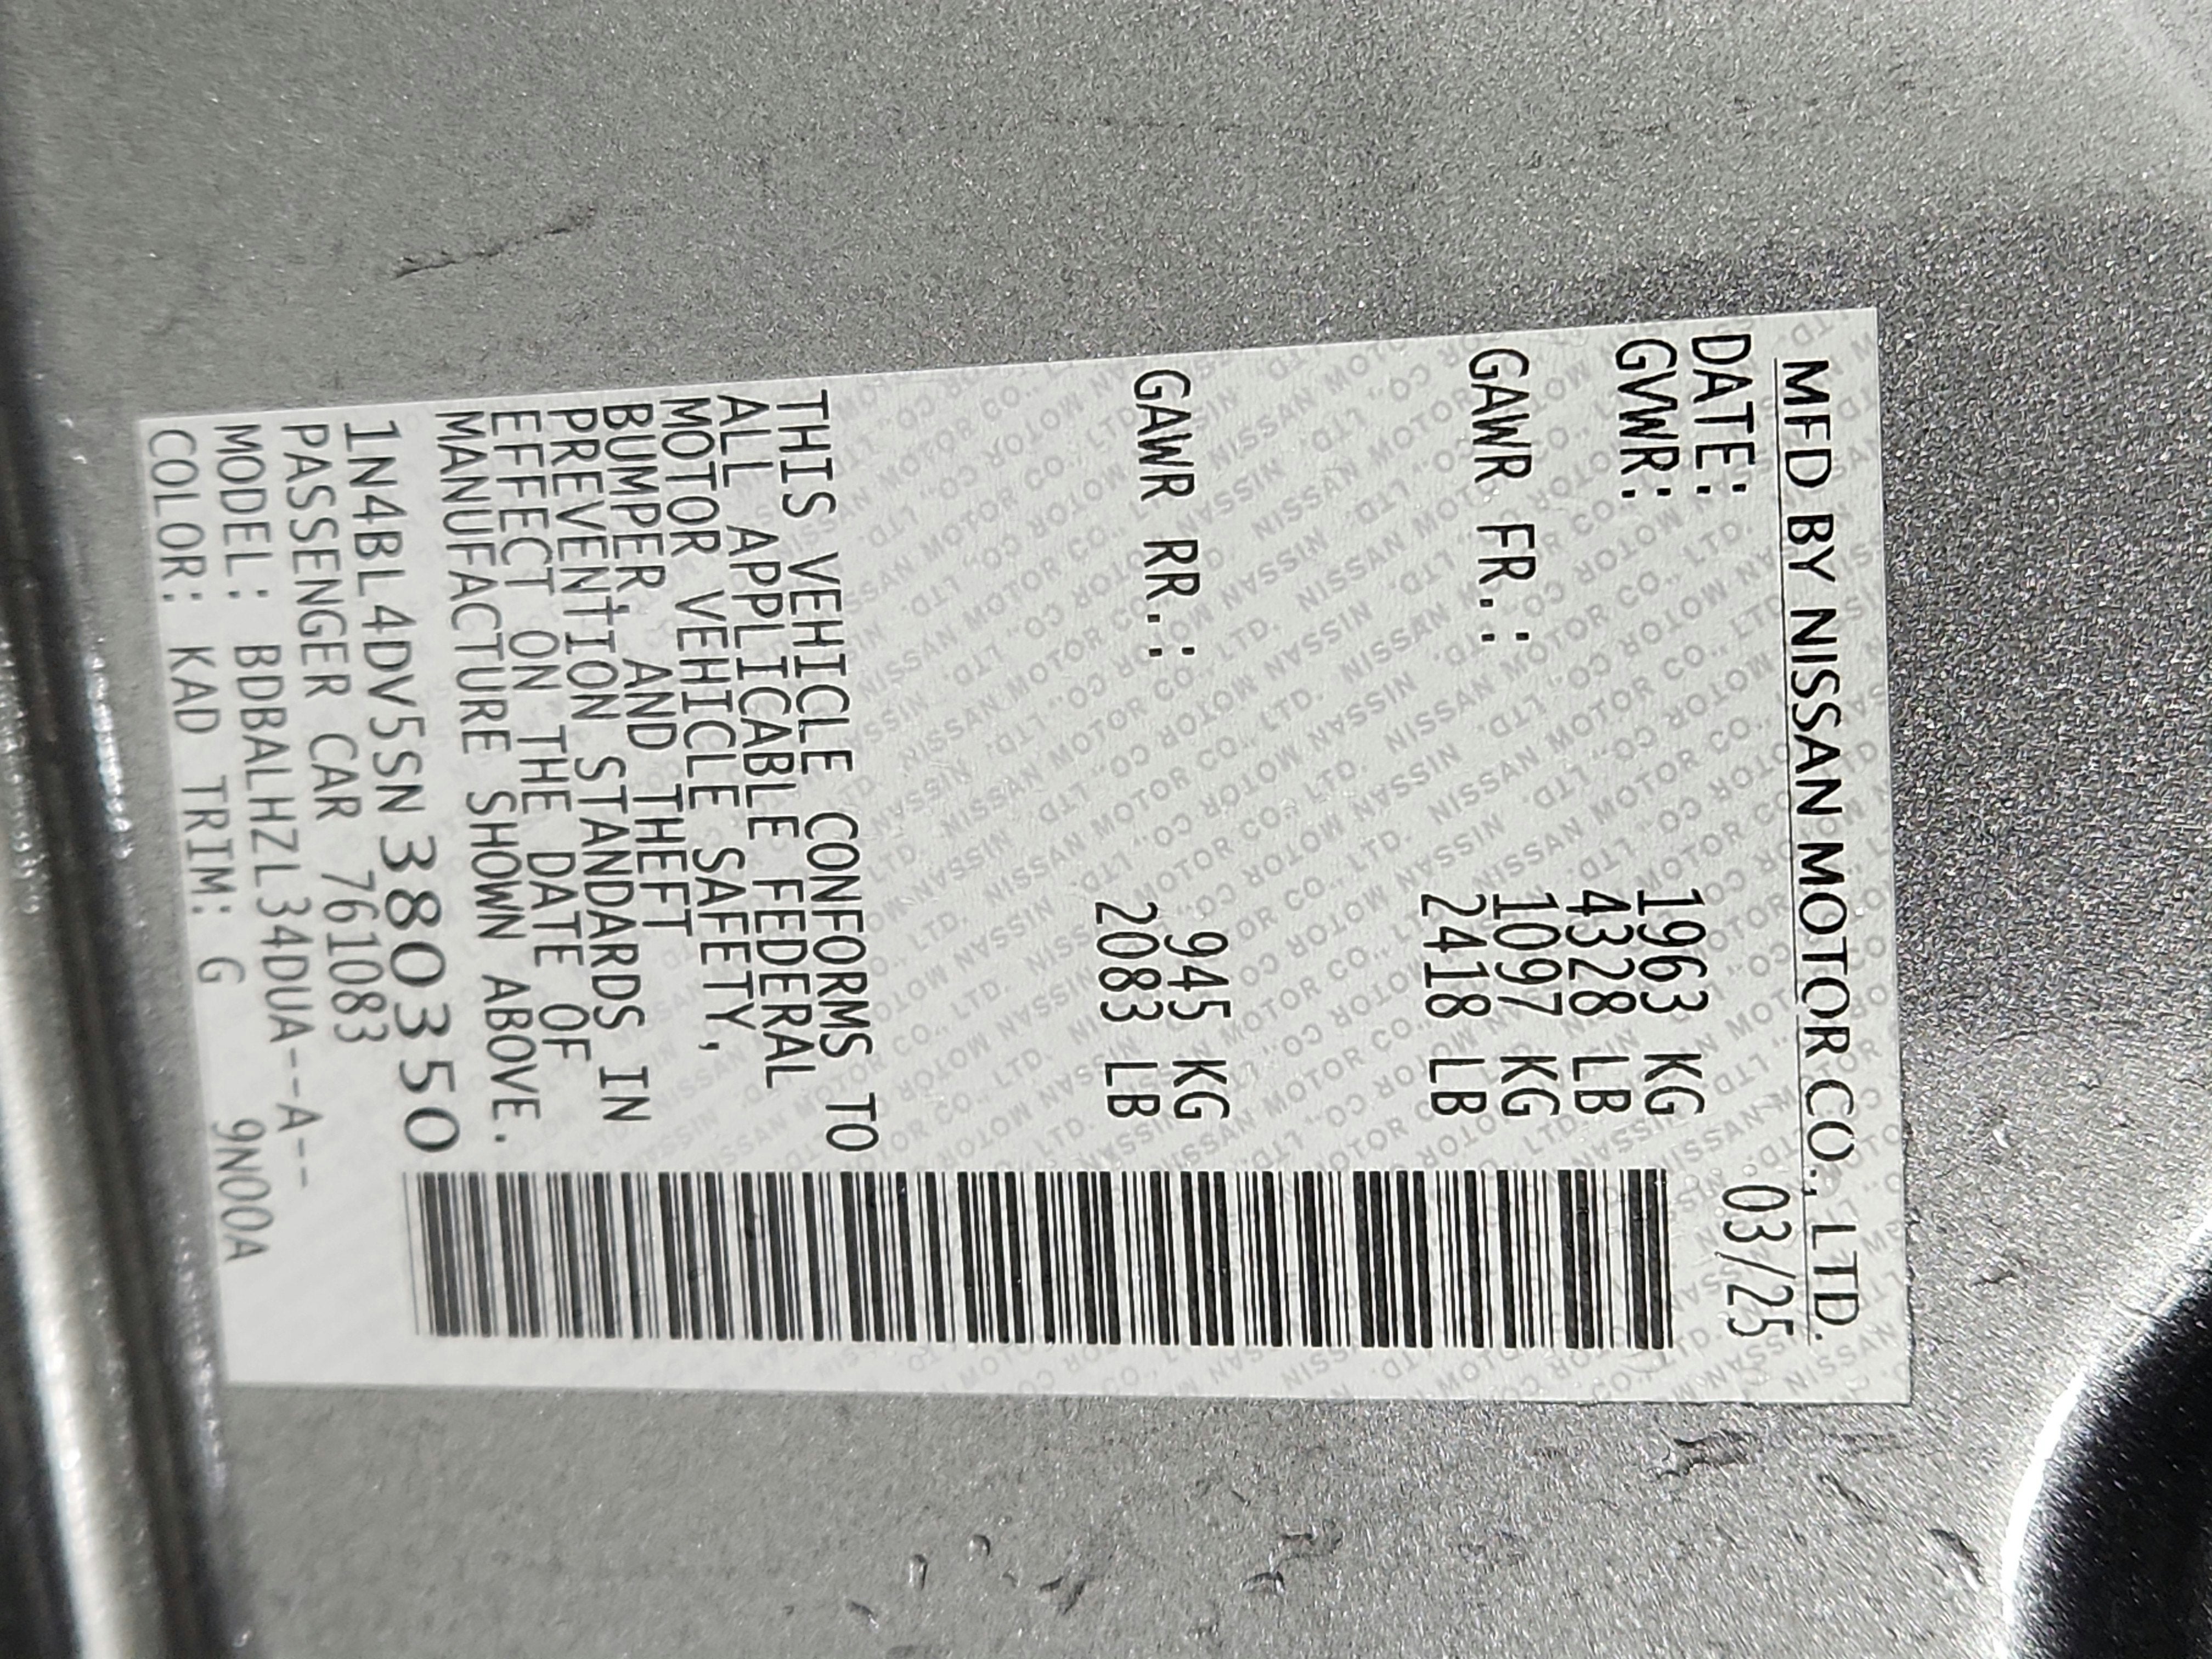 MFD BY NISSAN MOTOR CO., LTD.
DATE: 03/25
GVWR: 1963 KG
4328 LB
GAWR FR.: 1097 KG
2418 LB
GAWR RR.: 945 KG
2083 LB
THIS VEHICLE CONFORMS TO
ALL APPLICABLE FEDERAL
MOTOR VEHICLE SAFETY,
BUMPER, AND THEFT
PREVENTION STANDARDS IN
EFFECT ON THE DATE OF
MANUFACTURE SHOWN ABOVE.
1N4BL4DV5SN380350
PASSENGER CAR 761083
MODEL: BDBALHZL34DUA--A--
COLOR: KAD TRIM: G 9N00A